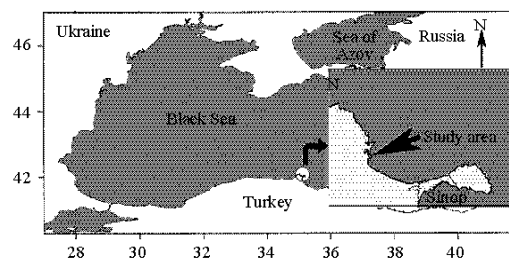 46
44
42
Ukraine
Sea of
Azov
Russia
N
N
Black Sea
Study area
Turkey
Sinop
28
30
32
34
36
38
40